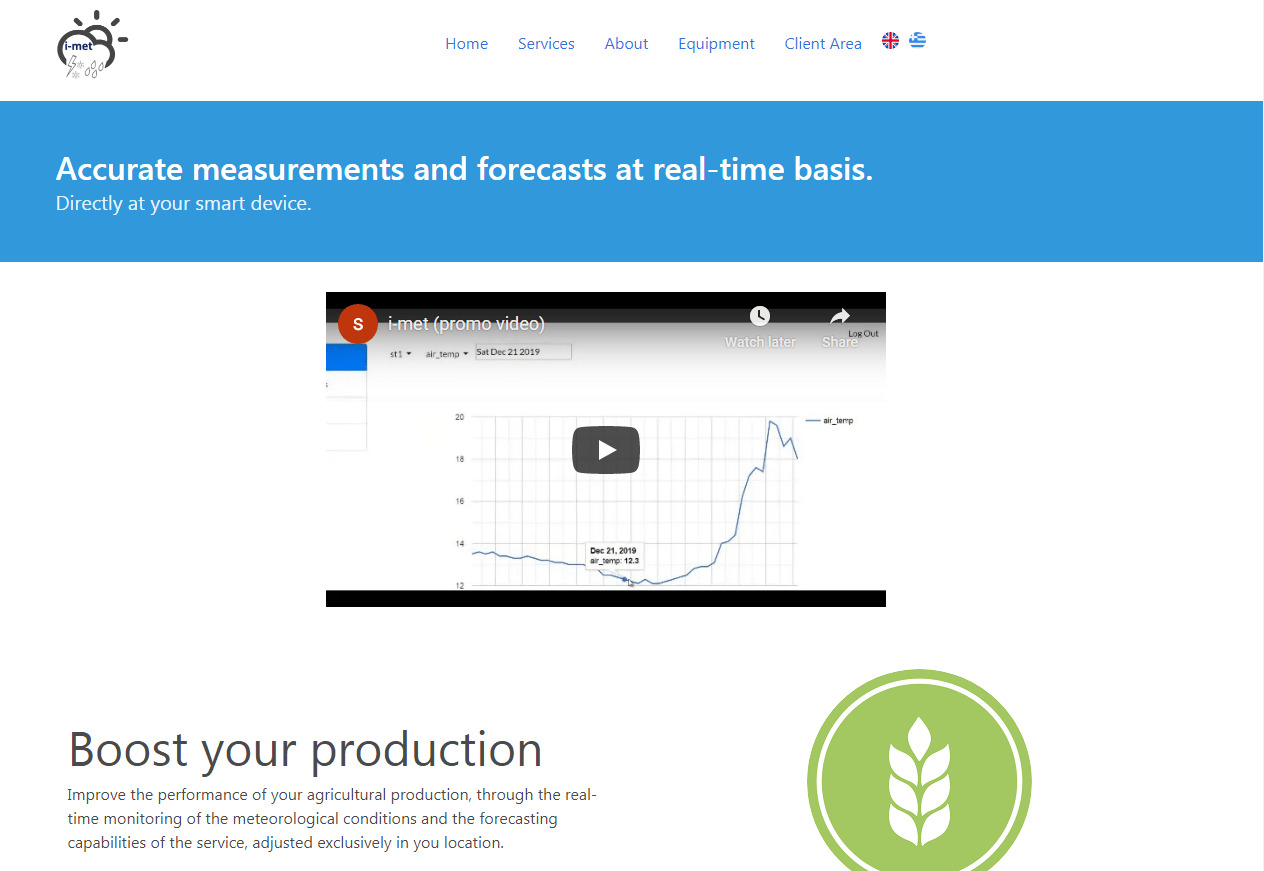 i-met
Home Services About Equipment Client Area
Accurate measurements and forecasts at real-time basis.
Directly at your smart device.
S
i-met (promo video)
Watch later
Share
Log Out
st1
air_temp
Sat Dec 21 2019
s
20
air_temp
18
16
14
Dec 21, 2019
air_temp: 12.3
12
Boost your production
Improve the performance of your agricultural production, through the real-
time monitoring of the meteorological conditions and the forecasting
capabilities of the service, adjusted exclusively in you location.